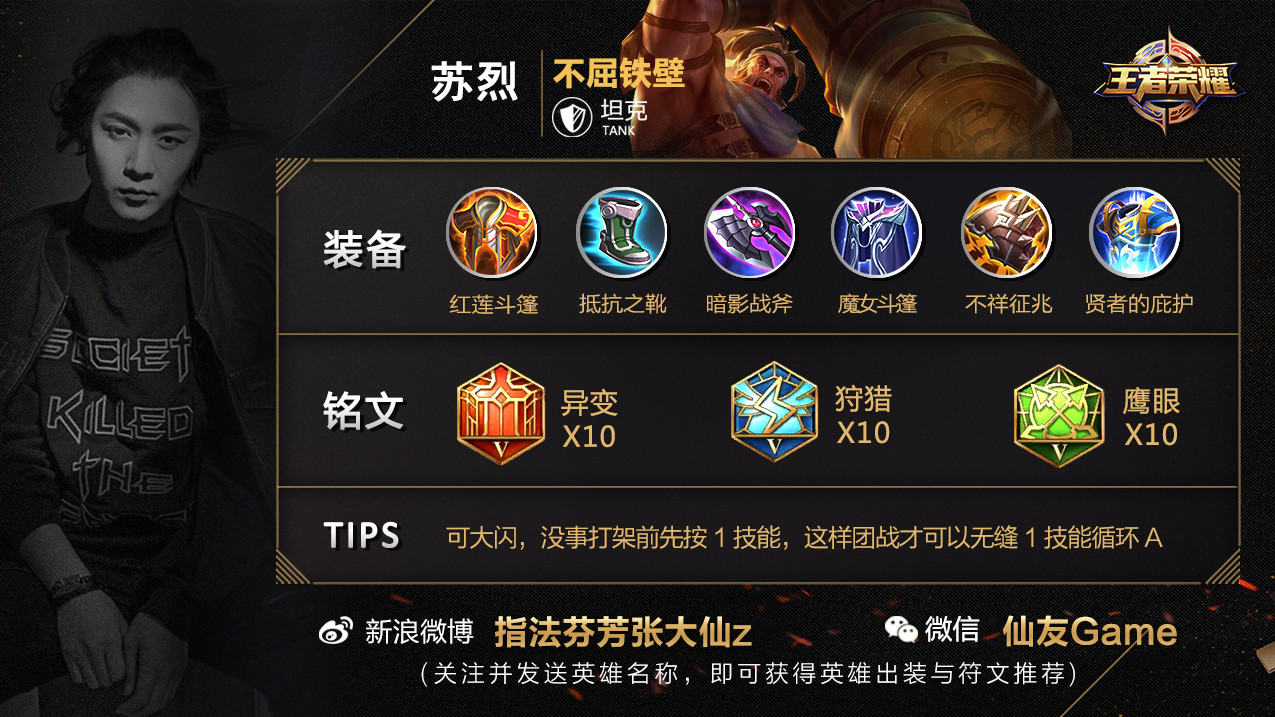 苏烈
不屈铁壁
坦克
TANK
王者荣耀
装备
红莲斗篷 抵抗之靴 暗影战斧 魔女斗篷 不祥征兆 贤者的庇护
铭文
异变 X10
狩猎 X10
鹰眼 X10
V V V
TIPS
可大闪，没事打架前先按 1 技能，这样团战才可以无缝 1 技能循环 A
SOCIETY
KILLED
THE
新浪微博 指法芬芳张大仙z 微信 仙友Game
（关注并发送英雄名称，即可获得英雄出装与符文推荐）